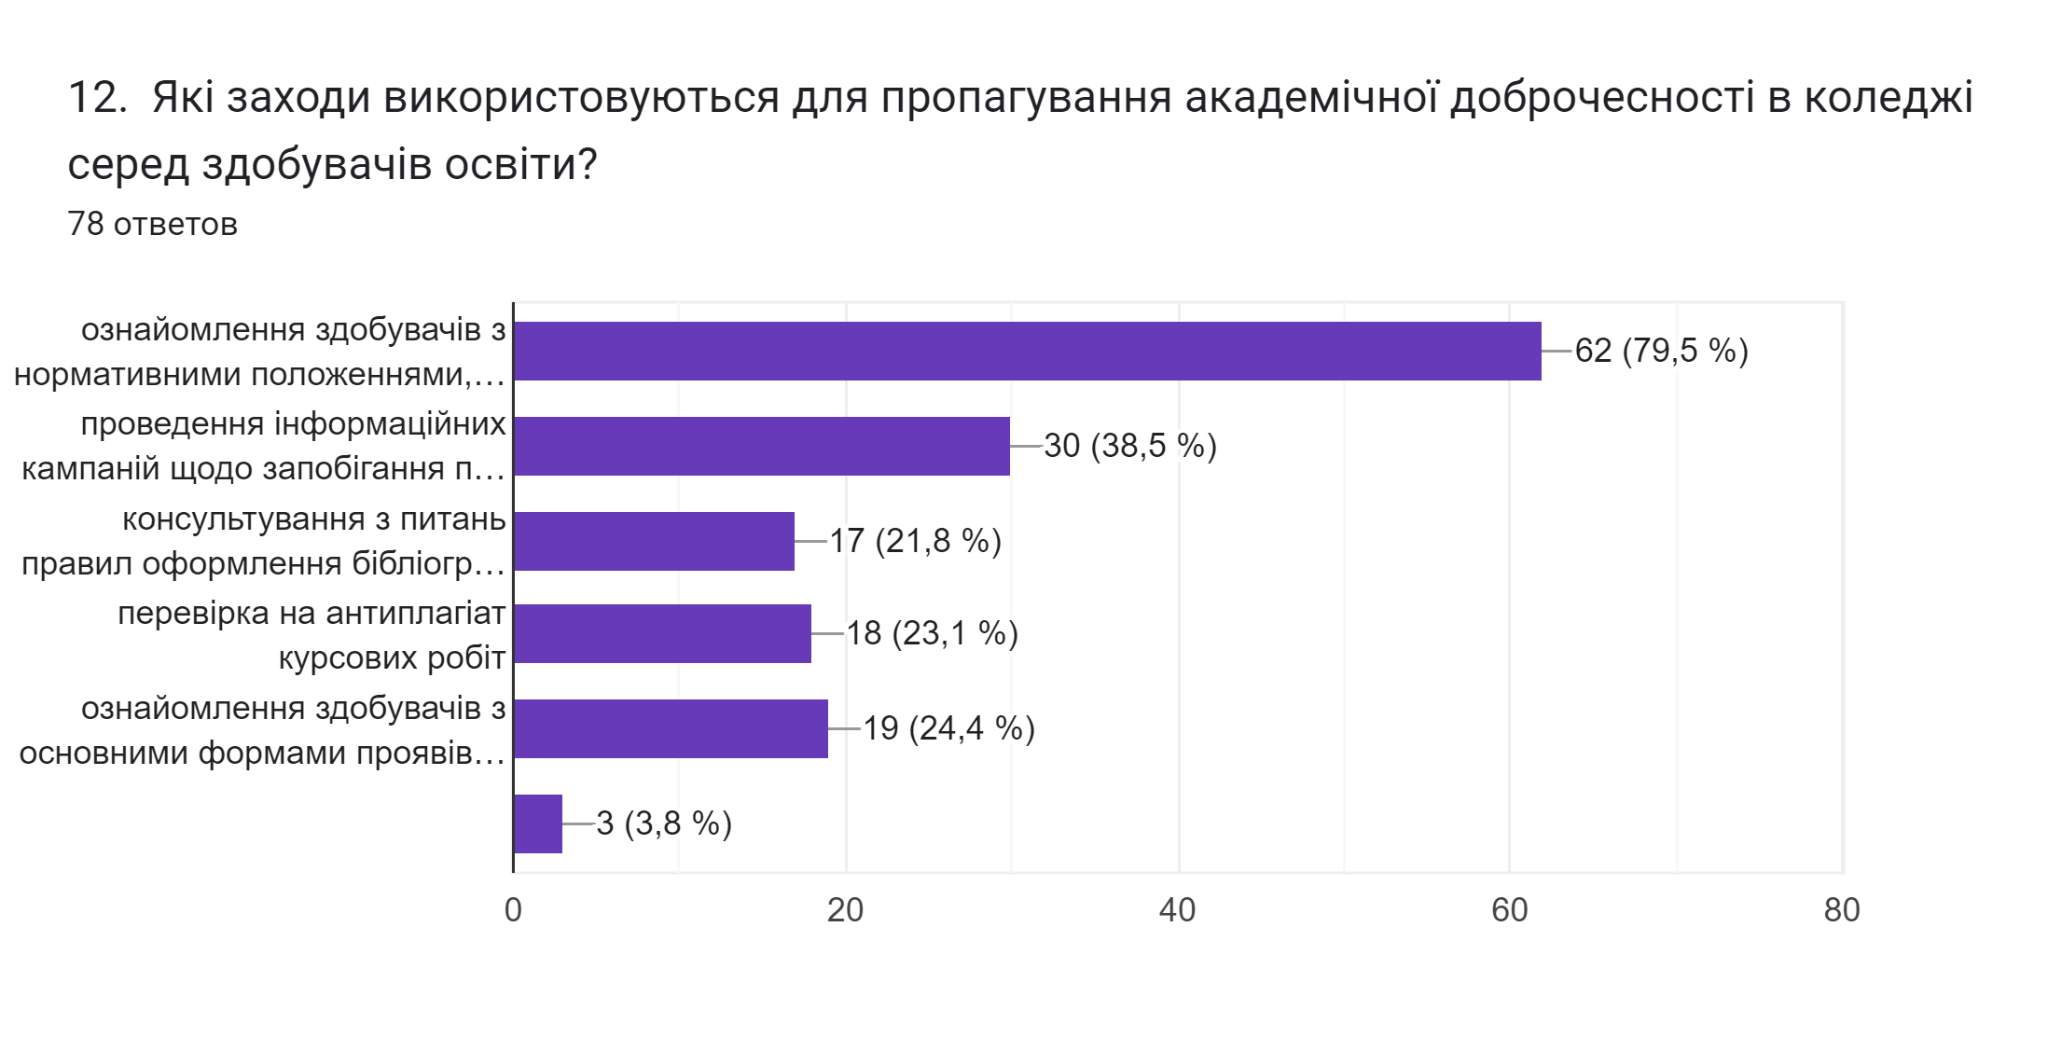 12. Які заходи використовуються для пропагування академічної доброчесності в коледжі
серед здобувачів освіти?
78 ответов
ознайомлення здобувачів з
нормативними положеннями,…
62 (79,5 %)
проведення інформаційних
кампаній щодо запобігання п…
30 (38,5 %)
консультування з питань
правил оформлення бібліогр…
17 (21,8 %)
перевірка на антиплагіат
курсових робіт
18 (23,1 %)
ознайомлення здобувачів з
основними формами проявів…
19 (24,4 %)
3 (3,8 %)
0 20 40 60 80